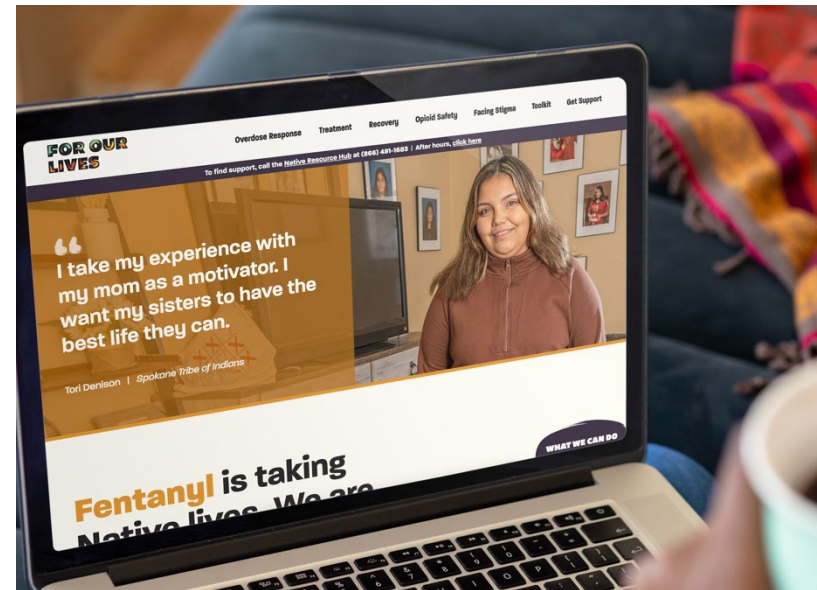 FOR OUR
LIVES
Overdose Response Treatment Recovery Opioid Safety Facing Stigma Toolkit Get Support
To find support, call the Native Resource Hub at (866) 491-1683 | After hours, click here
I take my experience with
my mom as a motivator. I
want my sisters to have the
best life they can.
Tori Denison | Spokane Tribe of Indians
WHAT WE CAN DO
Fentanyl is taking
Native lives. We are